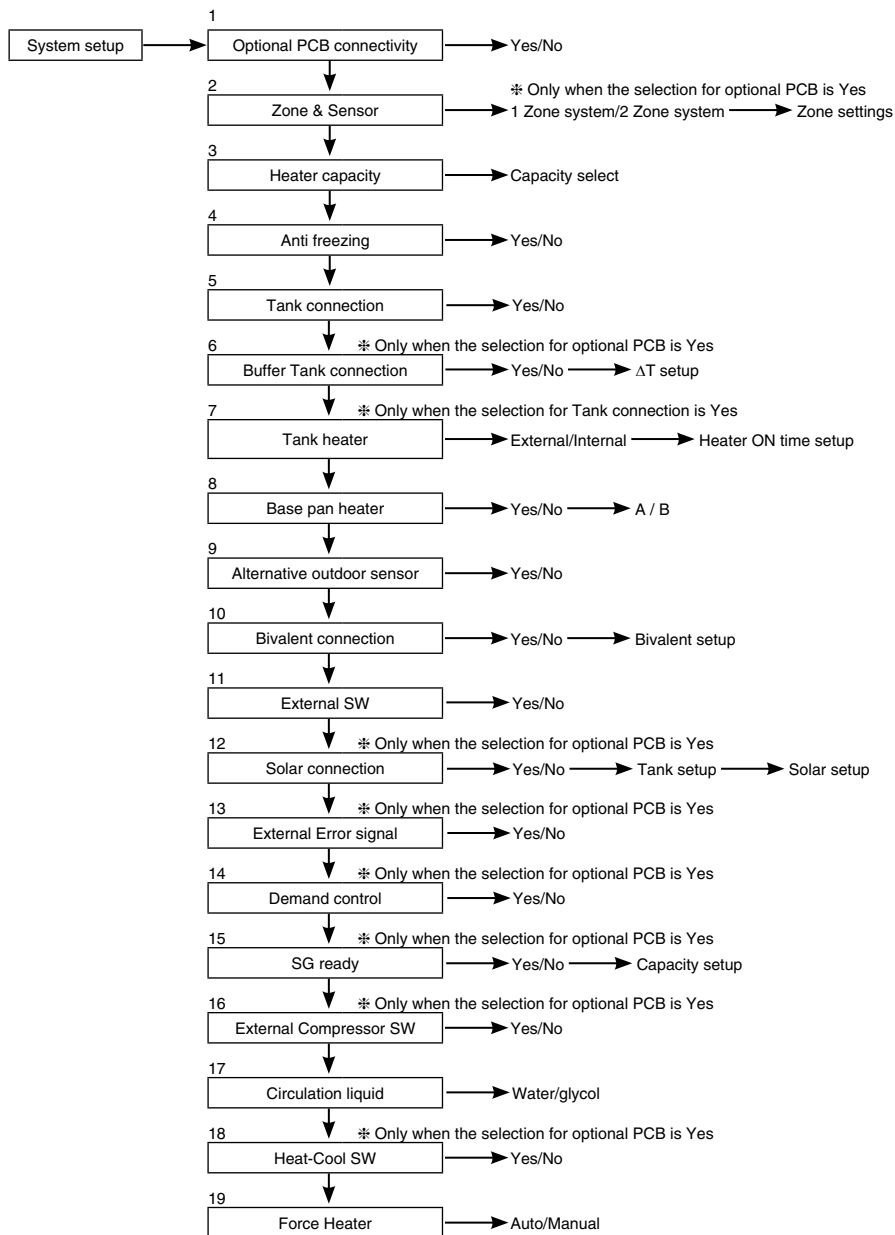 1
System setup
Optional PCB connectivity
Yes/No
2
※ Only when the selection for optional PCB is Yes
Zone & Sensor
1 Zone system/2 Zone system
Zone settings
3
Heater capacity
Capacity select
4
Anti freezing
Yes/No
5
Tank connection
Yes/No
6
※ Only when the selection for optional PCB is Yes
Buffer Tank connection
Yes/No
ΔT setup
7
※ Only when the selection for Tank connection is Yes
Tank heater
External/Internal
Heater ON time setup
8
Base pan heater
Yes/No
A / B
9
Alternative outdoor sensor
Yes/No
10
Bivalent connection
Yes/No
Bivalent setup
11
External SW
Yes/No
12
※ Only when the selection for optional PCB is Yes
Solar connection
Yes/No
Tank setup
Solar setup
13
※ Only when the selection for optional PCB is Yes
External Error signal
Yes/No
14
※ Only when the selection for optional PCB is Yes
Demand control
Yes/No
15
※ Only when the selection for optional PCB is Yes
SG ready
Yes/No
Capacity setup
16
※ Only when the selection for optional PCB is Yes
External Compressor SW
Yes/No
17
Circulation liquid
Water/glycol
18
※ Only when the selection for optional PCB is Yes
Heat-Cool SW
Yes/No
19
Force Heater
Auto/Manual